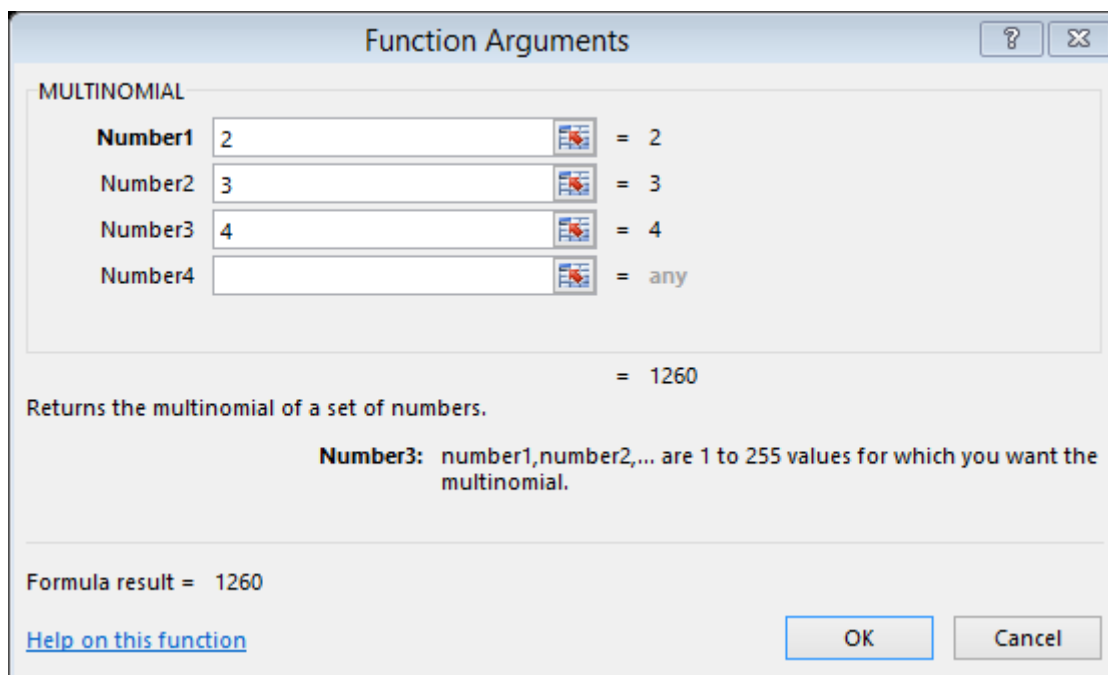 Function Arguments
?
MULTINOMIAL
Number1 2 = 2
Number2 3 = 3
Number3 4 = 4
Number4 = any
= 1260
Returns the multinomial of a set of numbers.
Number3: number1,number2,... are 1 to 255 values for which you want the
multinomial.
Formula result = 1260
Help on this function OK Cancel